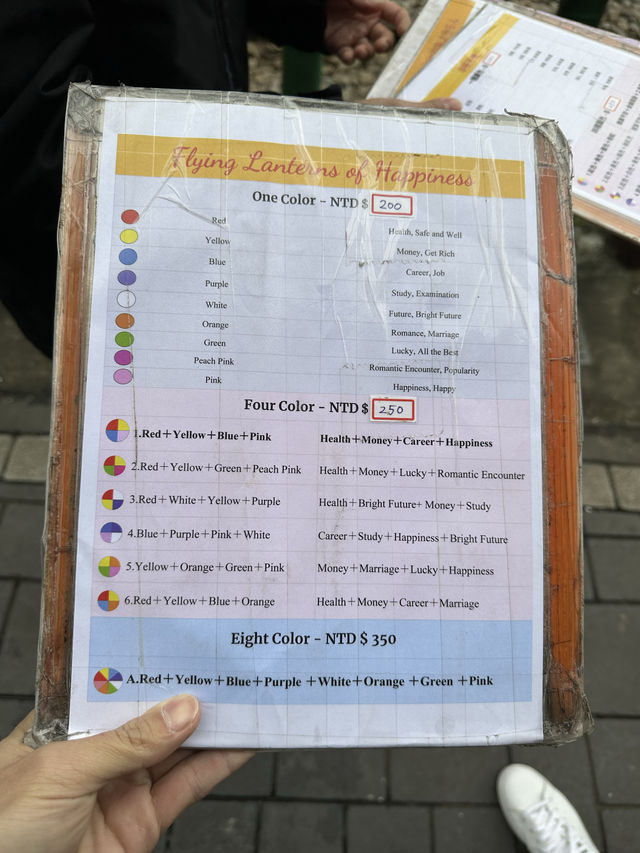 Flying Lanterns of Happiness
One Color - NTD $ 200
Red Health, Safe and Well
Yellow Money, Get Rich
Blue Career, Job
Purple Study, Examination
White Future, Bright Future
Orange Romance, Marriage
Green Lucky, All the Best
Peach Pink Romantic Encounter, Popularity
Pink Happiness, Happy
Four Color - NTD $ 250
1.Red+Yellow+Blue+Pink Health+Money+Career+Happiness
2.Red+Yellow+Green+Peach Pink Health+Money+Lucky+Romantic Encounter
3.Red+White+Yellow+Purple Health+Bright Future+ Money+Study
4.Blue+Purple+Pink+White Career+Study+Happiness+Bright Future
5.Yellow+Orange+Green+Pink Money+Marriage+Lucky+Happiness
6.Red+Yellow+Blue+Orange Health+Money+Career+Marriage
Eight Color - NTD $ 350
A.Red+Yellow+Blue+Purple +White+Orange +Green +Pink